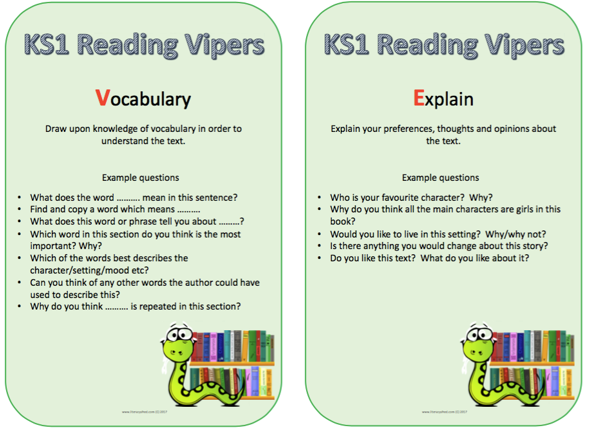 KS1 Reading Vipers
Vocabulary
Draw upon knowledge of vocabulary in order to
understand the text.
Example questions
• What does the word .......... mean in this sentence?
• Find and copy a word which means ..........
• What does this word or phrase tell you about .........?
• Which word in this section do you think is the most
important? Why?
• Which of the words best describes the
character/setting/mood etc?
• Can you think of any other words the author could have
used to describe this?
• Why do you think .......... is repeated in this section?
KS1 Reading Vipers
Explain
Explain your preferences, thoughts and opinions about
the text.
Example questions
• Who is your favourite character? Why?
• Why do you think all the main characters are girls in this
book?
• Would you like to live in this setting? Why/why not?
• Is there anything you would change about this story?
• Do you like this text? What do you like about it?